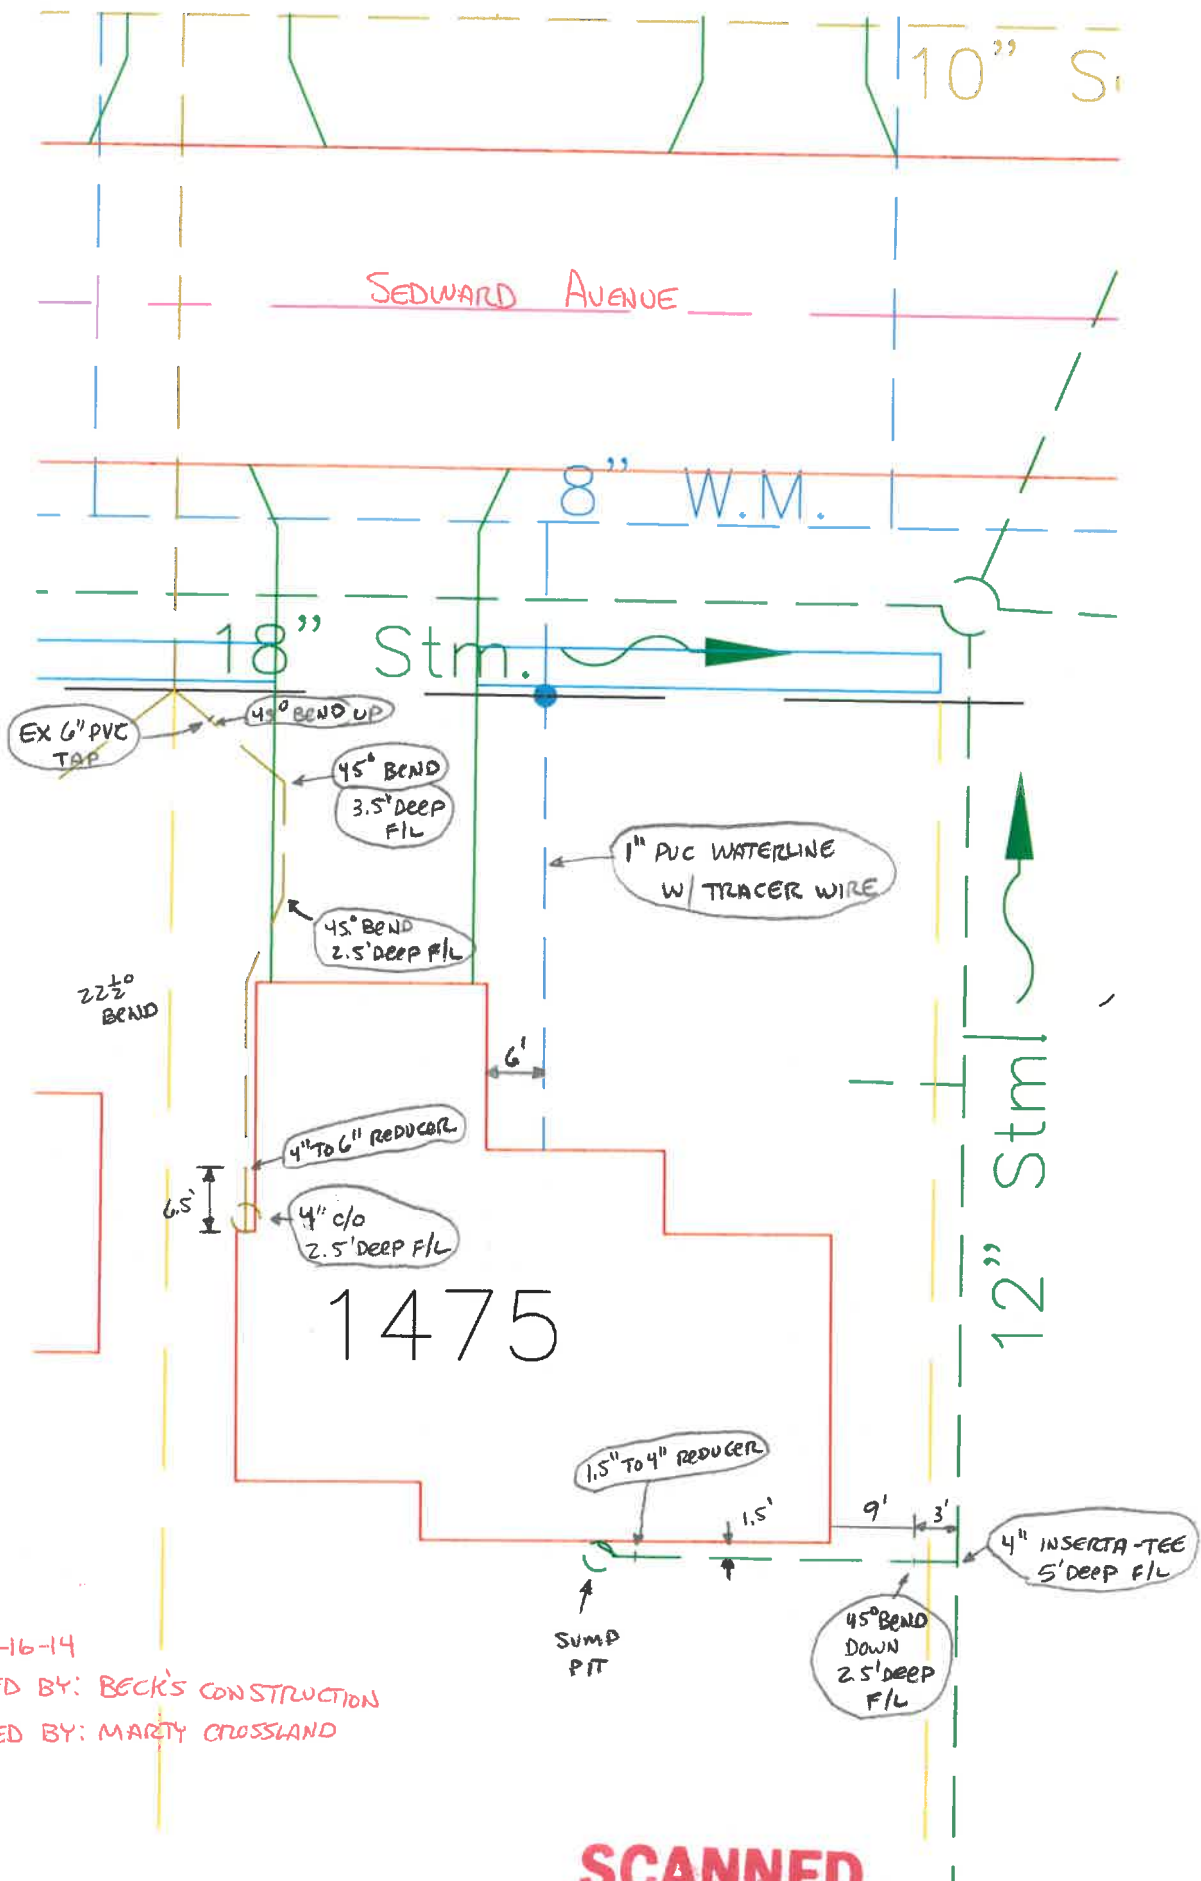 10" S
SEDWARD AVENUE
8" W.M.
18" Stm.
EX 6" PVC
TAP
45° BEND UP
45° BEND
3.5' DEEP
F/L
1" PVC WATERLINE
W/ TRACER WIRE
45° BEND
2.5' DEEP F/L
22½°
BEND
6'
4" TO 6" REDUCER
6.5'
4" C/O
2.5' DEEP F/L
12" Stm
1475
1.5" TO 4" REDUCER
1.5'
9'
3'
4" INSERTA-TEE
5' DEEP F/L
SUMP
PIT
45° BEND
DOWN
2.5' DEEP
F/L
-16-14
ED BY: BECK'S CONSTRUCTION
ED BY: MARTY CROSSLAND
SCANNED